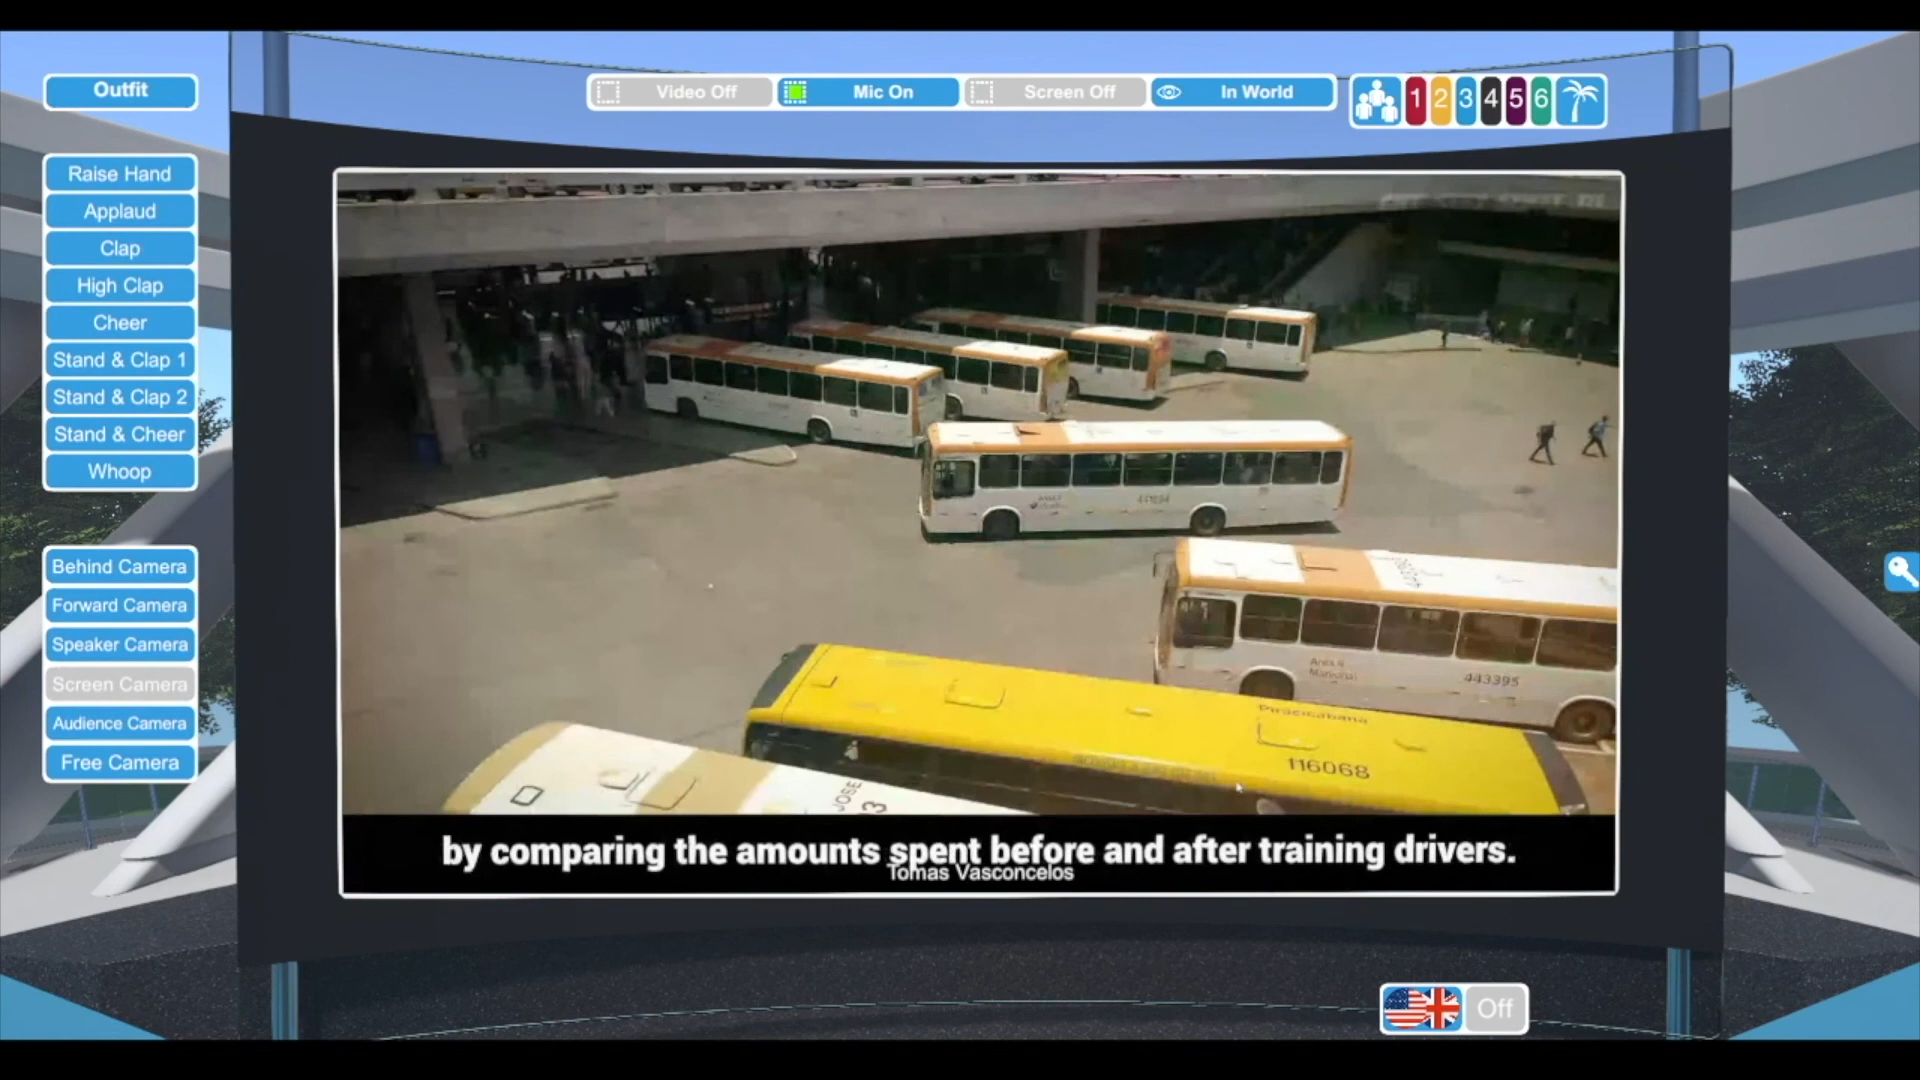 Outfit
Video Off
Mic On
Screen Off
In World
1 2 3 4 5 6
Raise Hand
Applaud
Clap
High Clap
Cheer
Stand & Clap 1
Stand & Clap 2
Stand & Cheer
Whoop
Behind Camera
Forward Camera
Speaker Camera
Screen Camera
Audience Camera
Free Camera
443395
Piracicabana
116068
JOSE
3
by comparing the amounts spent before and after training drivers.
Tomas Vasconcelos
Off